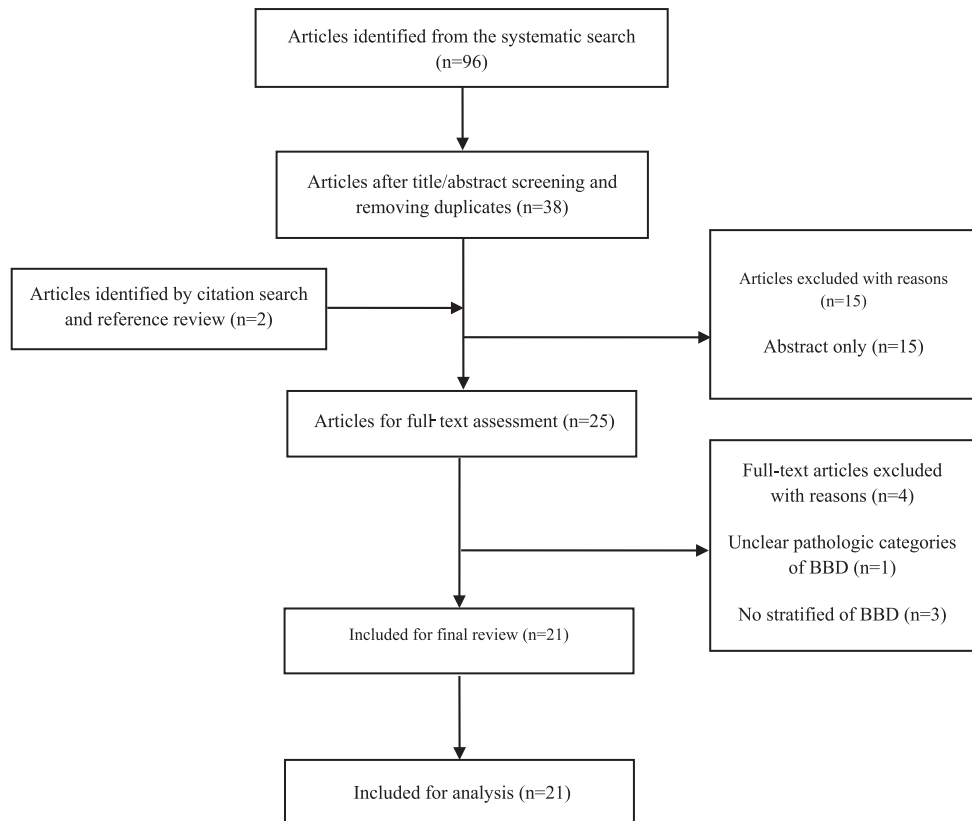 Articles identified from the systematic search
(n=96)
Articles after title/abstract screening and
removing duplicates (n=38)
Articles identified by citation search
and reference review (n=2)
Articles excluded with reasons
(n=15)
Abstract only (n=15)
Articles for full-text assessment (n=25)
Full-text articles excluded
with reasons (n=4)
Unclear pathologic categories
of BBD (n=1)
No stratified of BBD (n=3)
Included for final review (n=21)
Included for analysis (n=21)